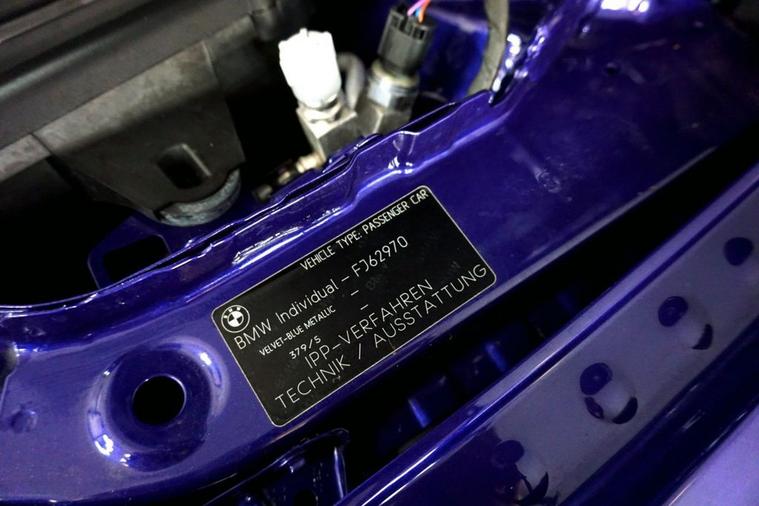 VEHICLE TYPE: PASSENGER CAR
BMW Individual - FJ62970
VELVET-BLUE METALLIC -
379/5 -
IPP-VERFAHREN
TECHNIK / AUSSTATTUNG